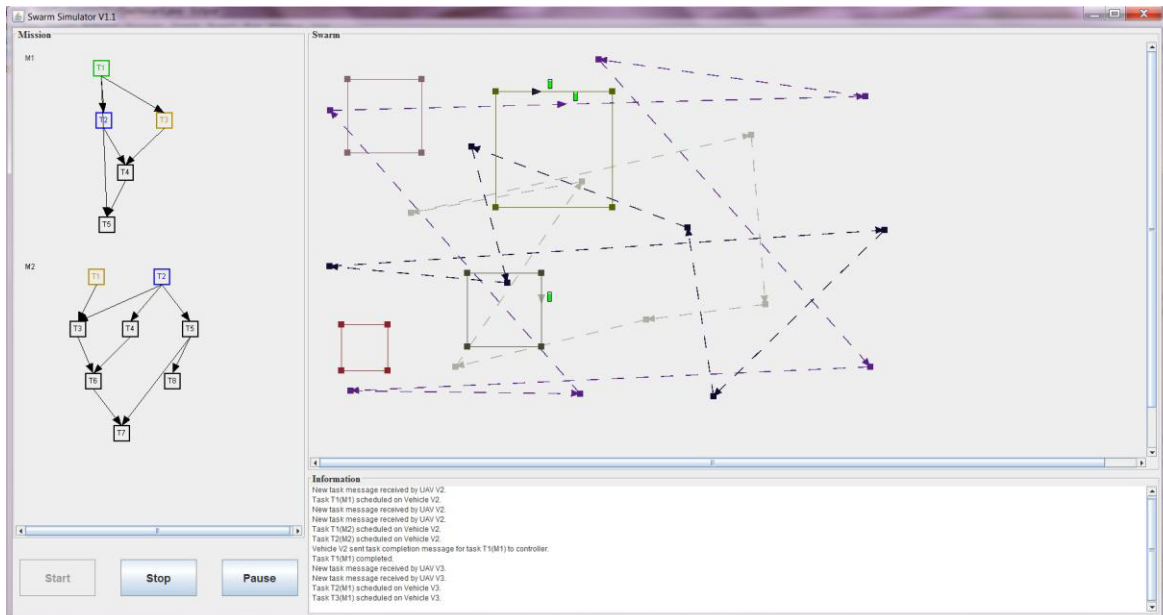 Swarm Simulator V1.1
Mission
M1
T1
T2
T3
T4
T5
M2
T1
T2
T3
T4
T5
T6
T8
T7
Start
Stop
Pause
Swarm
Information
New task message received by UAV V2.
Task T1(M1) scheduled on Vehicle V2.
New task message received by UAV V2.
New task message received by UAV V2.
Task T1(M2) scheduled on Vehicle V2.
Task T2(M2) scheduled on Vehicle V2.
Vehicle V2 sent task completion message for task T1(M1) to controller.
Task T1(M1) completed.
New task message received by UAV V3.
New task message received by UAV V3.
Task T2(M1) scheduled on Vehicle V3.
Task T3(M1) scheduled on Vehicle V3.